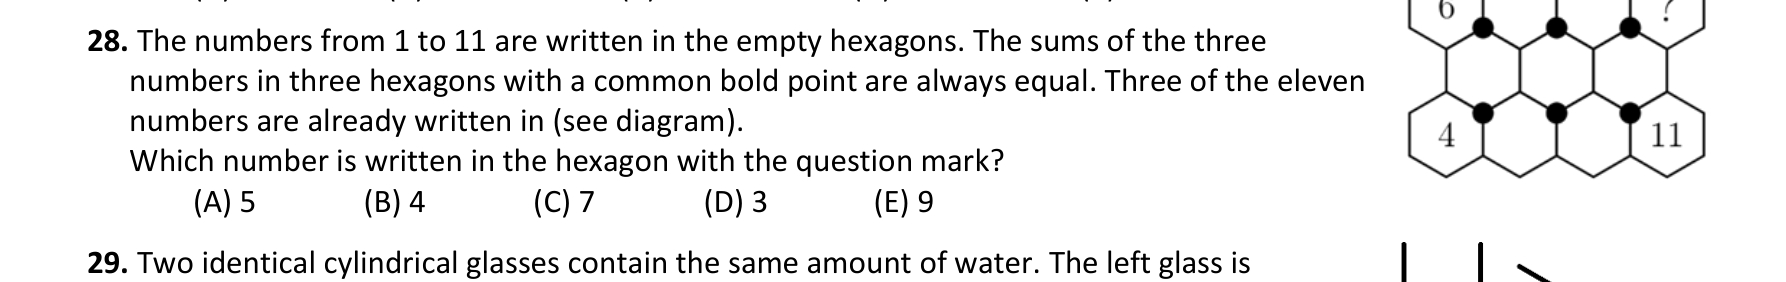 6 ?
28. The numbers from 1 to 11 are written in the empty hexagons. The sums of the three
numbers in three hexagons with a common bold point are always equal. Three of the eleven
numbers are already written in (see diagram).
4 11
Which number is written in the hexagon with the question mark?
(A) 5 (B) 4 (C) 7 (D) 3 (E) 9
29. Two identical cylindrical glasses contain the same amount of water. The left glass is